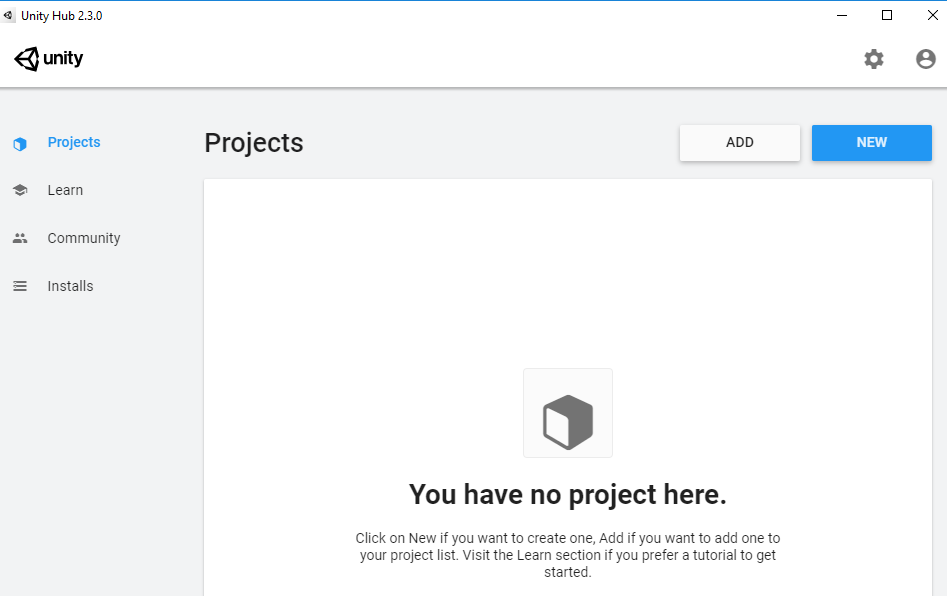 Unity Hub 2.3.0
unity
Projects
Learn
Community
Installs
Projects
ADD
NEW
You have no project here.
Click on New if you want to create one, Add if you want to add one to
your project list. Visit the Learn section if you prefer a tutorial to get
started.